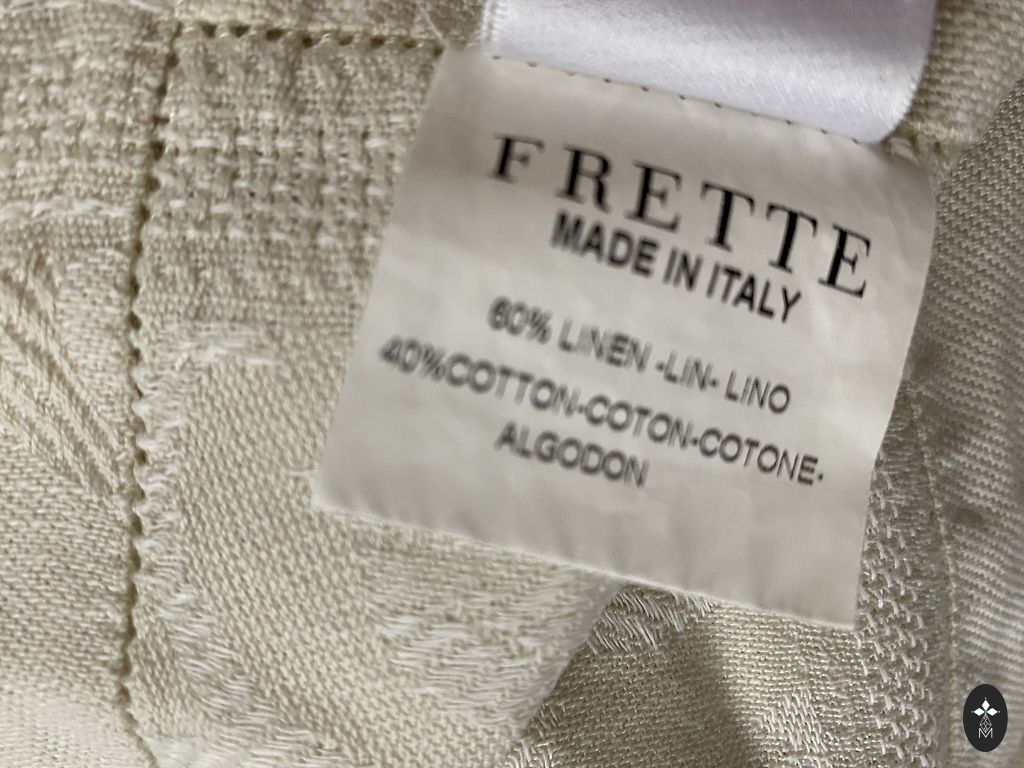 FRETTE
MADE IN ITALY
60% LINEN -LIN- LINO
40%COTTON-COTON-COTONE-
ALGODON
M